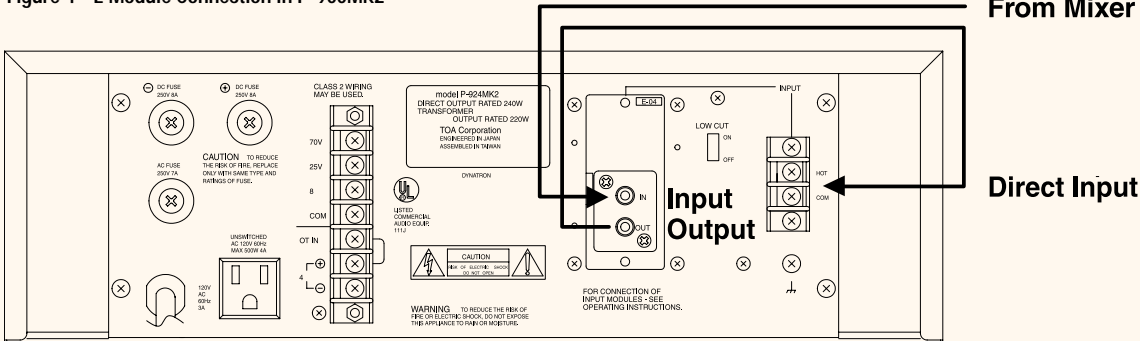 From Mixer
DC FUSE
250V 8A
DC FUSE
250V 8A
CLASS 2 WIRING
MAY BE USED.
model P-924MK2
DIRECT OUTPUT RATED 240W
TRANSFORMER
OUTPUT RATED 220W
TOA Corporation
ENGINEERED IN JAPAN
ASSEMBLED IN TAIWAN
DYNATRON
E-04
INPUT
LOW CUT
ON
OFF
70V
25V
8
COM
OT IN
4
CAUTION TO REDUCE
THE RISK OF FIRE, REPLACE
ONLY WITH SAME TYPE AND
RATINGS OF FUSE.
AC FUSE
250V 7A
UL
LISTED
COMMERCIAL
AUDIO EQUIP.
111J
IN
OUT
Input
Output
HOT
COM
Direct Input
UNSWITCHED
AC 120V 60Hz
MAX 500W 4A
120V
AC
60Hz
3A
CAUTION
RISK OF ELECTRIC SHOCK
DO NOT OPEN
WARNING TO REDUCE THE RISK OF
FIRE OR ELECTRIC SHOCK, DO NOT EXPOSE
THIS APPLIANCE TO RAIN OR MOISTURE.
FOR CONNECTION OF
INPUT MODULES - SEE
OPERATING INSTRUCTIONS.